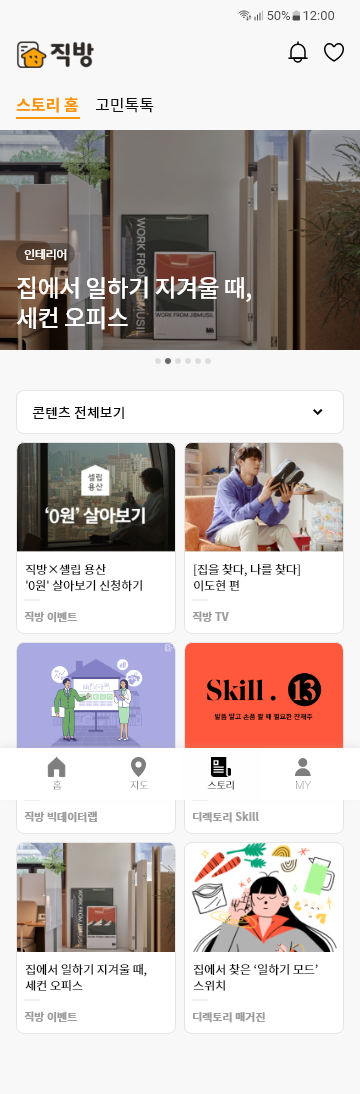 50% 12:00
직방
스토리 홈 고민톡톡
인테리어
WORK FROM JIBMUSIL
WORK FROM JIBMUSIL
집에서 일하기 지겨울 때,
세컨 오피스
콘텐츠 전체보기
셀립
용산
‘0원’ 살아보기
직방×셀립 용산
'0원' 살아보기 신청하기
직방 이벤트
[집을 찾다, 나를 찾다]
이도현 편
직방 TV
Skill . 13
말품 말고 손품 팔 때 필요한 잔재주
홈
지도
스토리
MY
직방 빅데이터랩
디렉토리 Skill
집에서 일하기 지겨울 때,
세컨 오피스
직방 이벤트
집에서 찾은 ‘일하기 모드’
스위치
디렉토리 매거진